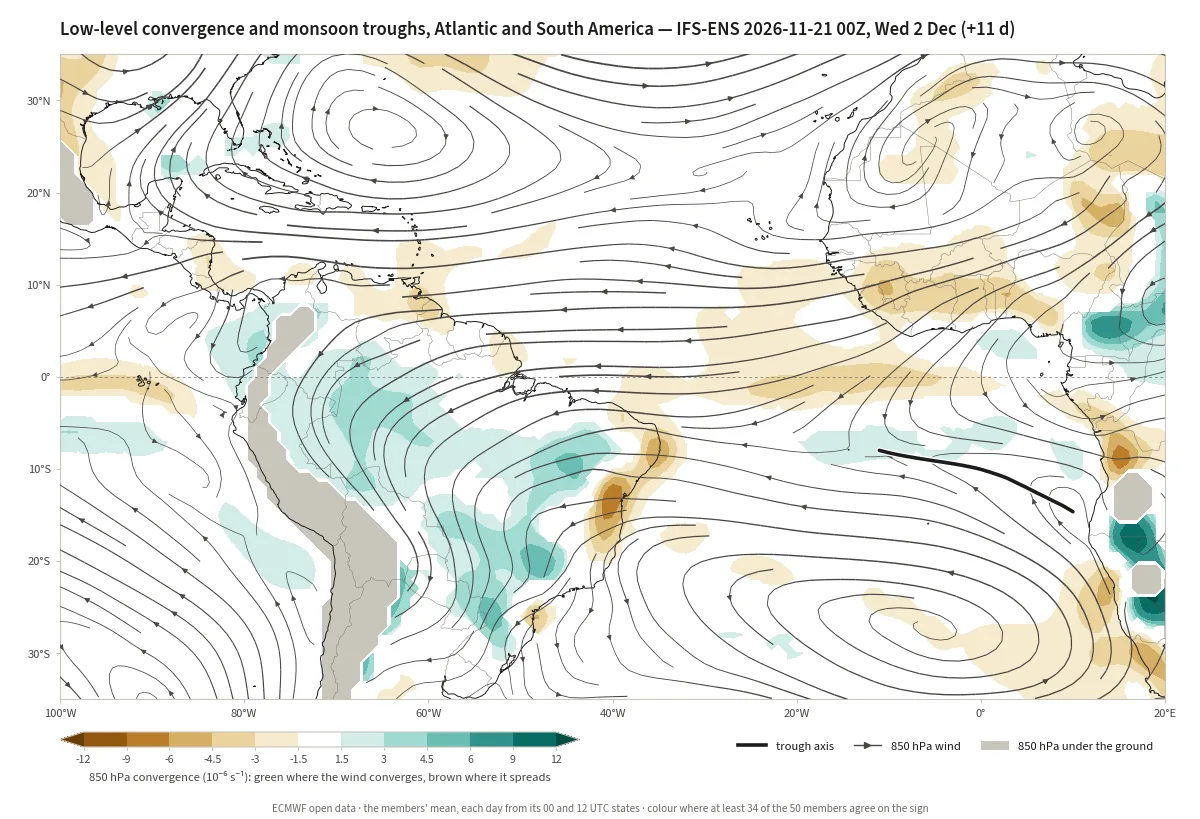 Low-level convergence and monsoon troughs, Atlantic and South America — IFS-ENS 2026-11-21 00Z, Wed 2 Dec (+11 d)
30°N
20°N
10°N
0°
10°S
20°S
30°S
100°W 80°W 60°W 40°W 20°W 0° 20°E
-12 -9 -6 -4.5 -3 -1.5 1.5 3 4.5 6 9 12
850 hPa convergence (10⁻⁶ s⁻¹): green where the wind converges, brown where it spreads
trough axis 850 hPa wind 850 hPa under the ground
ECMWF open data · the members' mean, each day from its 00 and 12 UTC states · colour where at least 34 of the 50 members agree on the sign